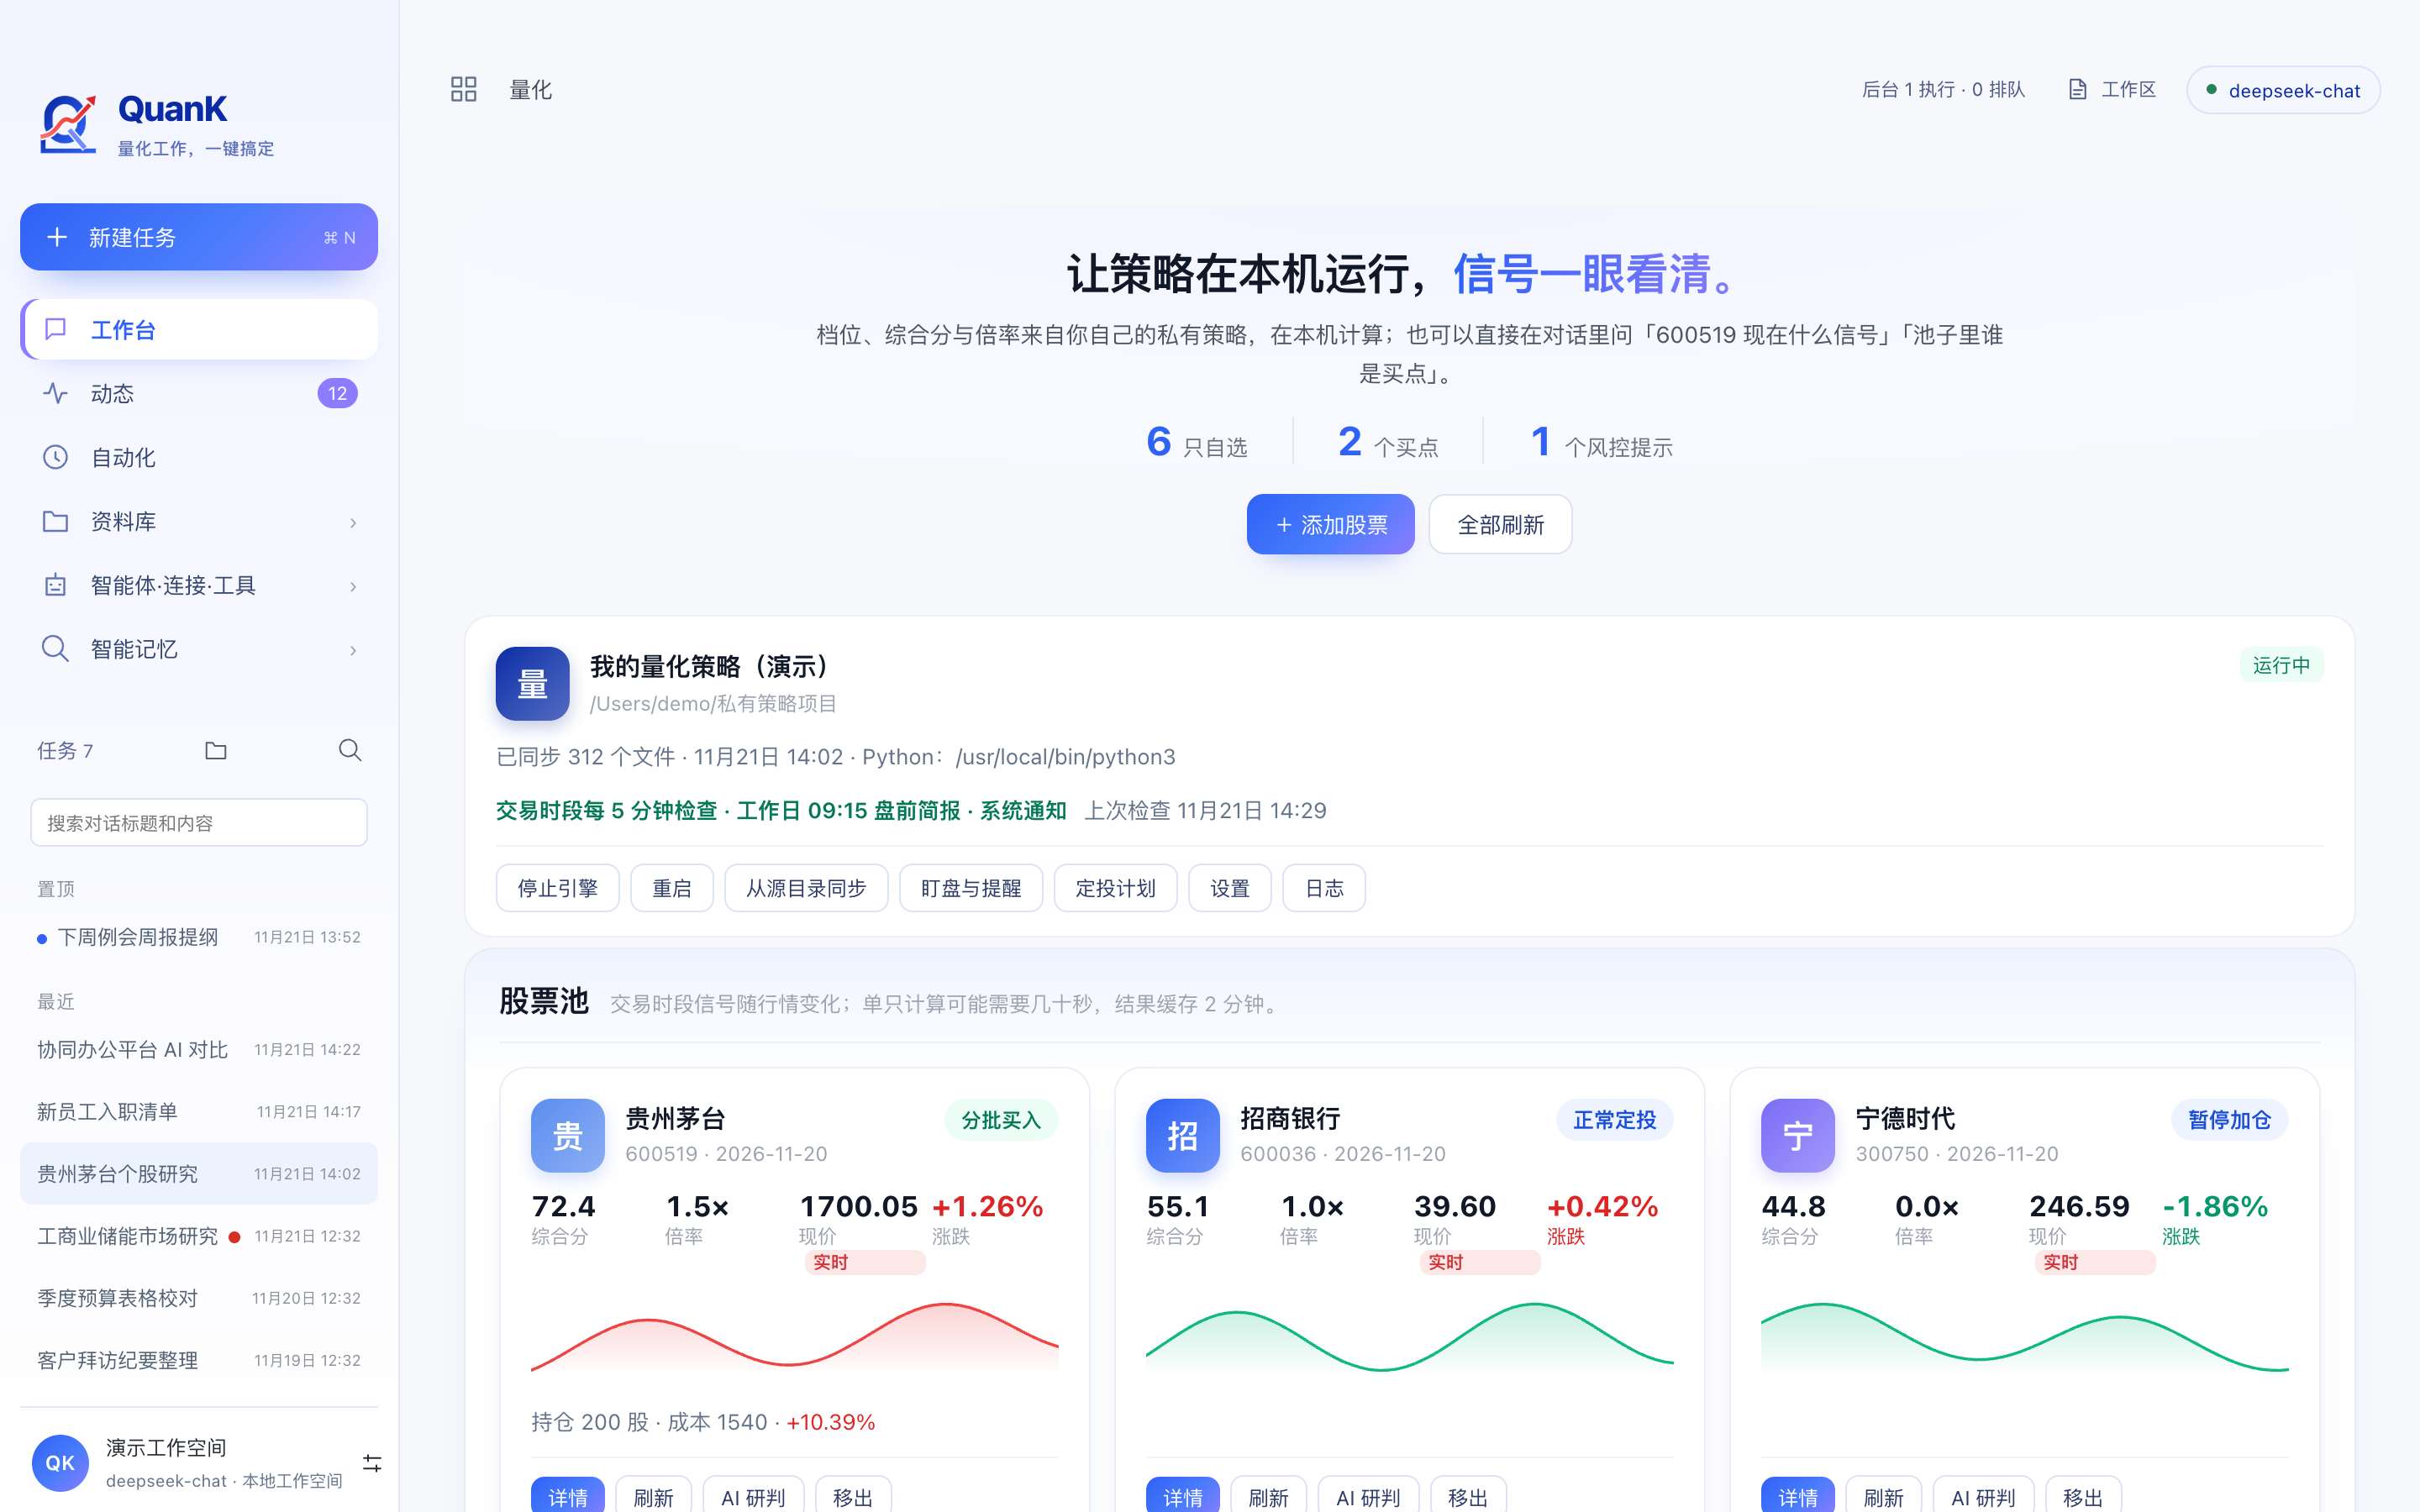 QuanK
量化工作，一键搞定
新建任务 ⌘ N
工作台
动态 12
自动化
资料库
智能体·连接·工具
智能记忆
任务 7
搜索对话标题和内容
置顶
下周例会周报提纲 11月21日 13:52
最近
协同办公平台 AI 对比 11月21日 14:22
新员工入职清单 11月21日 14:17
贵州茅台个股研究 11月21日 14:02
工商业储能市场研究 11月21日 12:32
季度预算表格校对 11月20日 12:32
客户拜访纪要整理 11月19日 12:32
QK
演示工作空间
deepseek-chat · 本地工作空间
量化
后台 1 执行 · 0 排队 工作区 deepseek-chat
让策略在本机运行，信号一眼看清。
档位、综合分与倍率来自你自己的私有策略，在本机计算；也可以直接在对话里问「600519 现在什么信号」「池子里谁
是买点」。
6 只自选 2 个买点 1 个风控提示
+ 添加股票 全部刷新
量 我的量化策略（演示） 运行中
/Users/demo/私有策略项目
已同步 312 个文件 · 11月21日 14:02 · Python：/usr/local/bin/python3
交易时段每 5 分钟检查 · 工作日 09:15 盘前简报 · 系统通知 上次检查 11月21日 14:29
停止引擎 重启 从源目录同步 盯盘与提醒 定投计划 设置 日志
股票池 交易时段信号随行情变化；单只计算可能需要几十秒，结果缓存 2 分钟。
贵 贵州茅台 分批买入
600519 · 2026-11-20
72.4 1.5× 1700.05 +1.26%
综合分 倍率 现价 涨跌
实时
持仓 200 股 · 成本 1540 · +10.39%
详情 刷新 AI 研判 移出
招 招商银行 正常定投
600036 · 2026-11-20
55.1 1.0× 39.60 +0.42%
综合分 倍率 现价 涨跌
实时
详情 刷新 AI 研判 移出
宁 宁德时代 暂停加仓
300750 · 2026-11-20
44.8 0.0× 246.59 -1.86%
综合分 倍率 现价 涨跌
实时
详情 刷新 AI 研判 移出